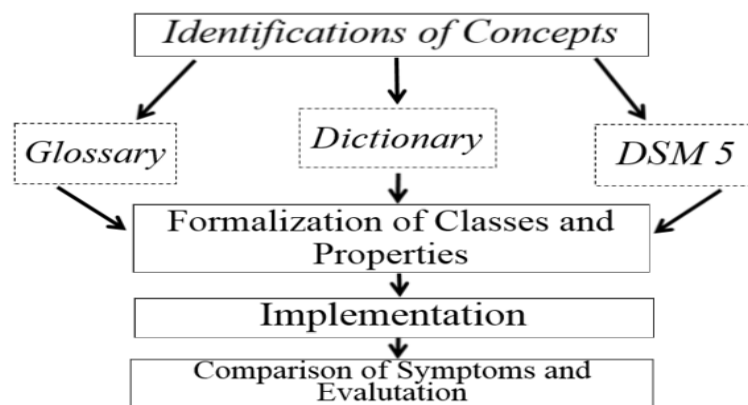 Identifications of Concepts
Glossary
Dictionary
DSM 5
Formalization of Classes and
Properties
Implementation
Comparison of Symptoms and
Evalutation